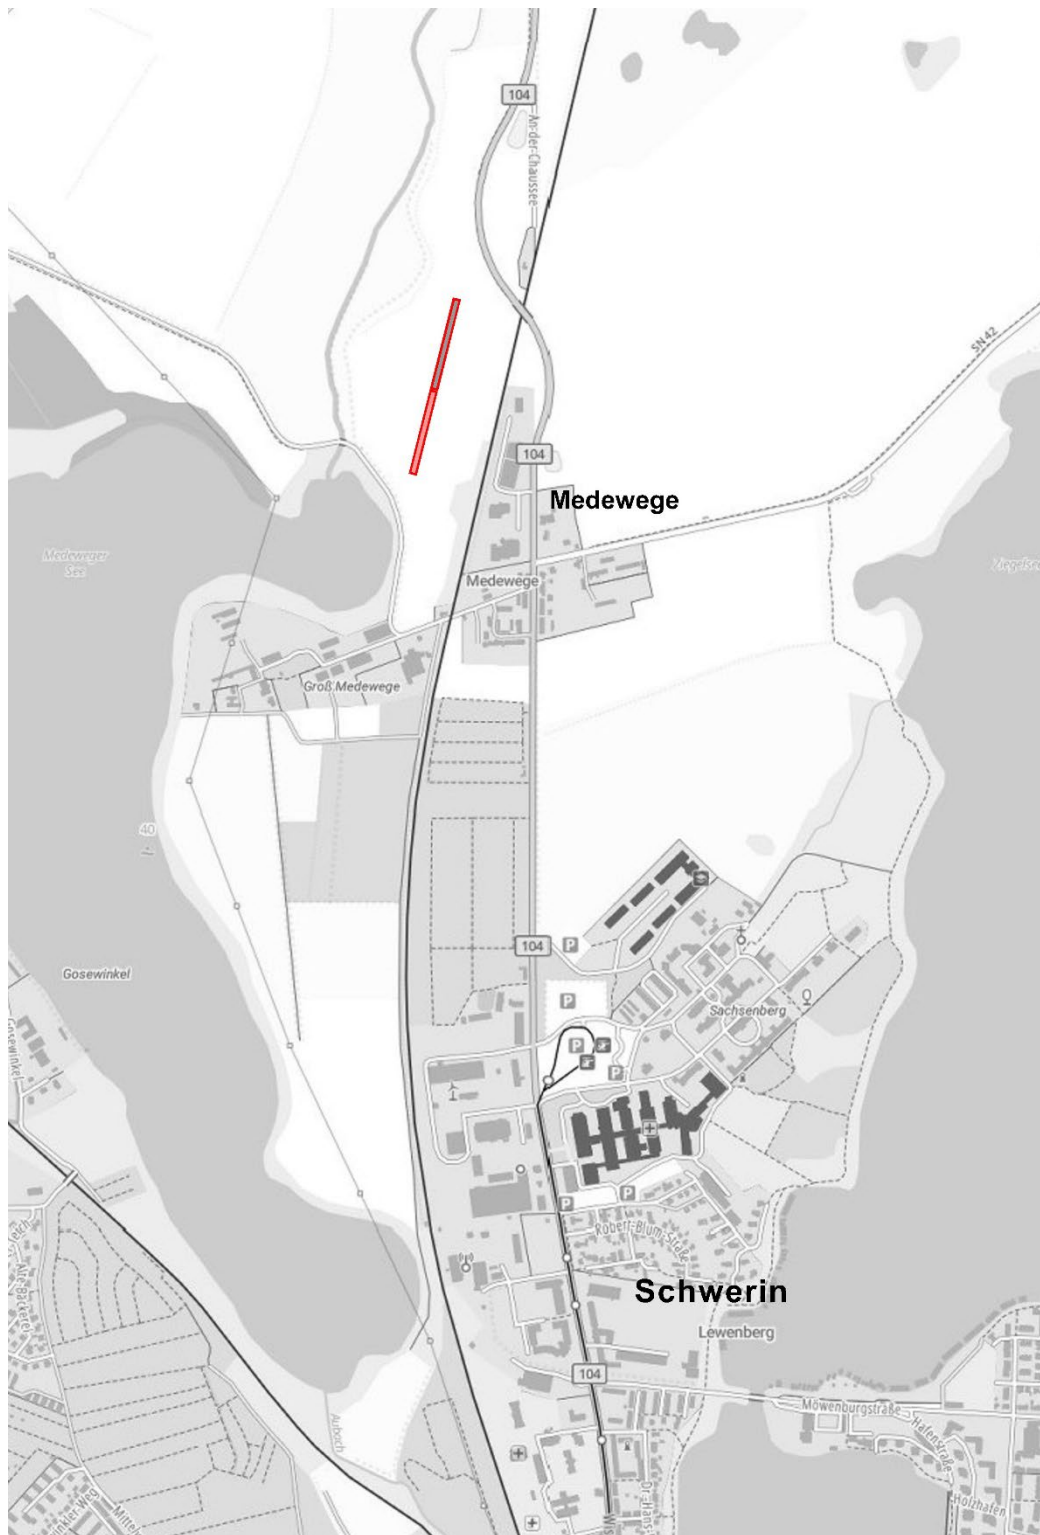 104
An-der-Chaussee
SN 42
104
Medewege
Medeweger
See
Medewege
Groß Medewege
40
104
P
Gosewinkel
P
Sachsenberg
Gosewinkel
P
P
P
P
Robert-Blum-Straße
Alte Bäckerei
Schwerin
Lewenberg
104
Möwenburgstraße
Aubach
Hafenstraße
Holzhafen